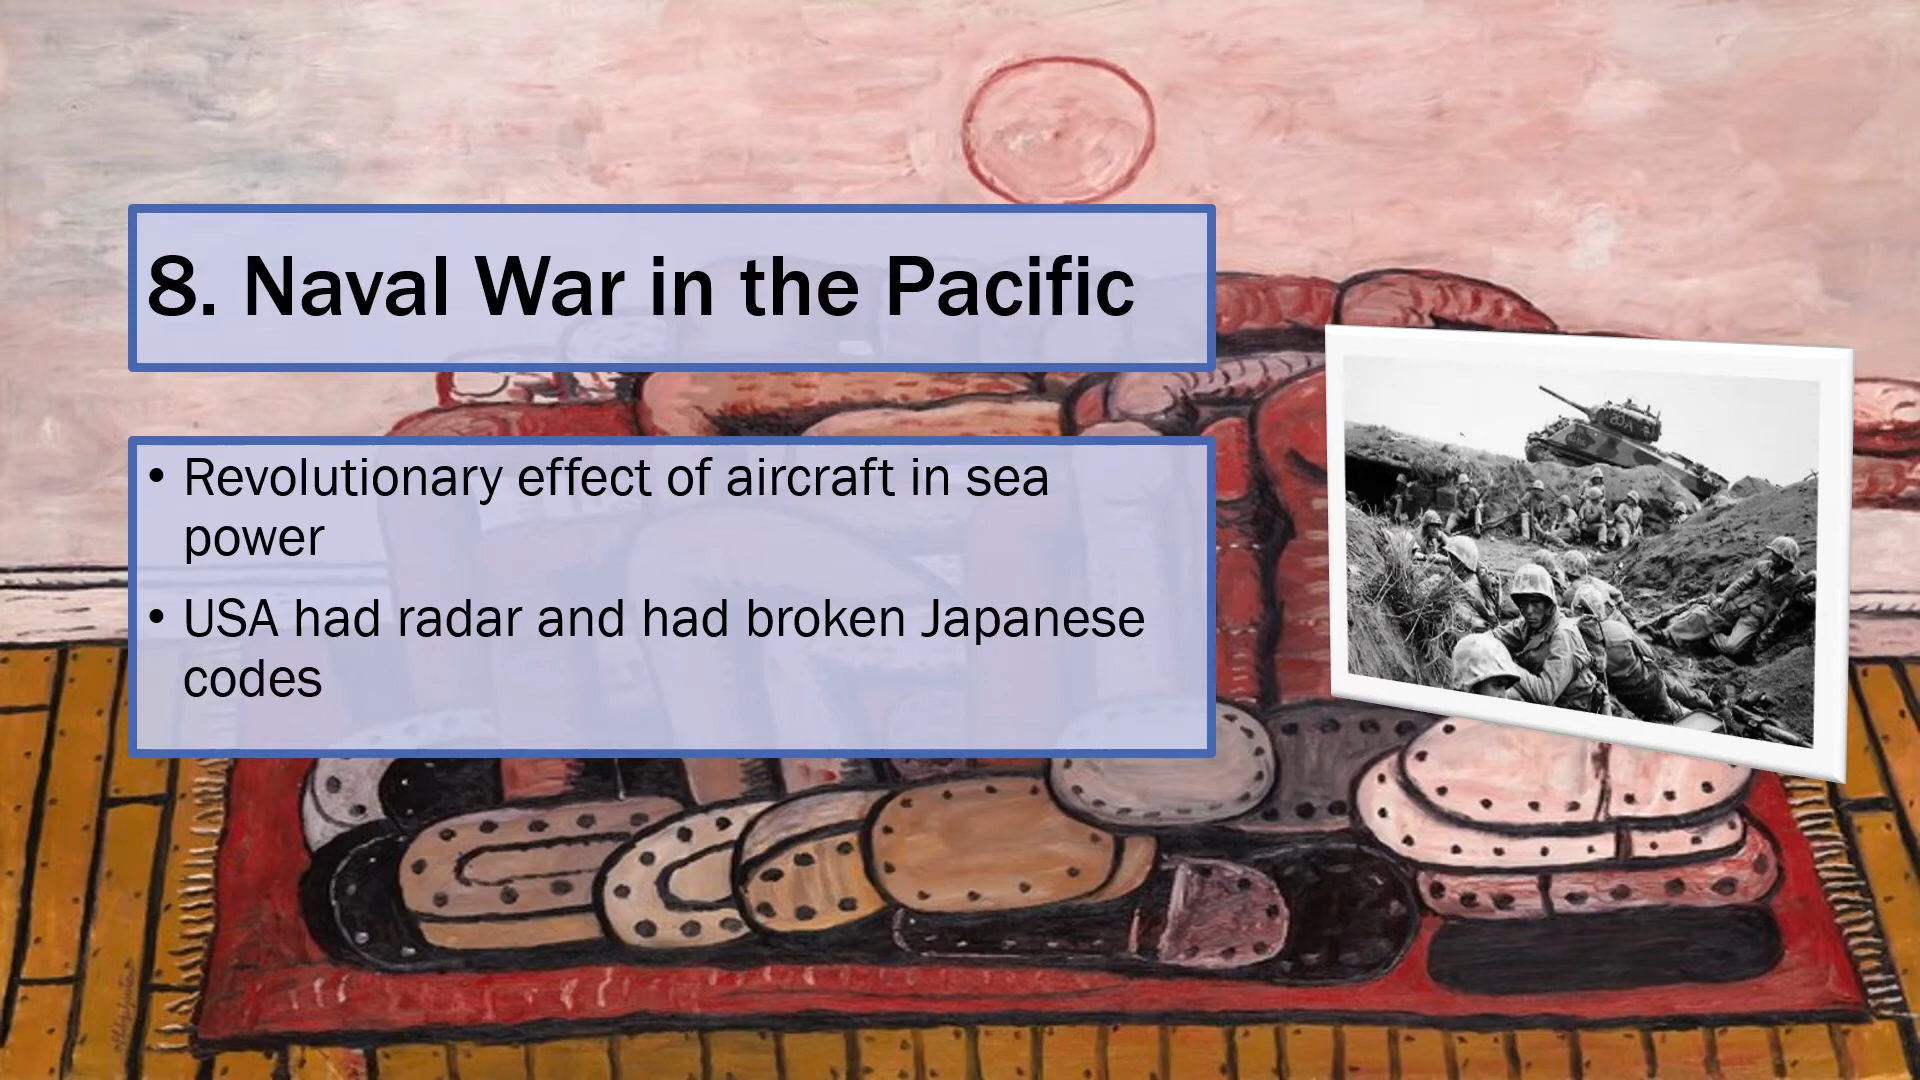 8. Naval War in the Pacific
• Revolutionary effect of aircraft in sea
power
• USA had radar and had broken Japanese
codes